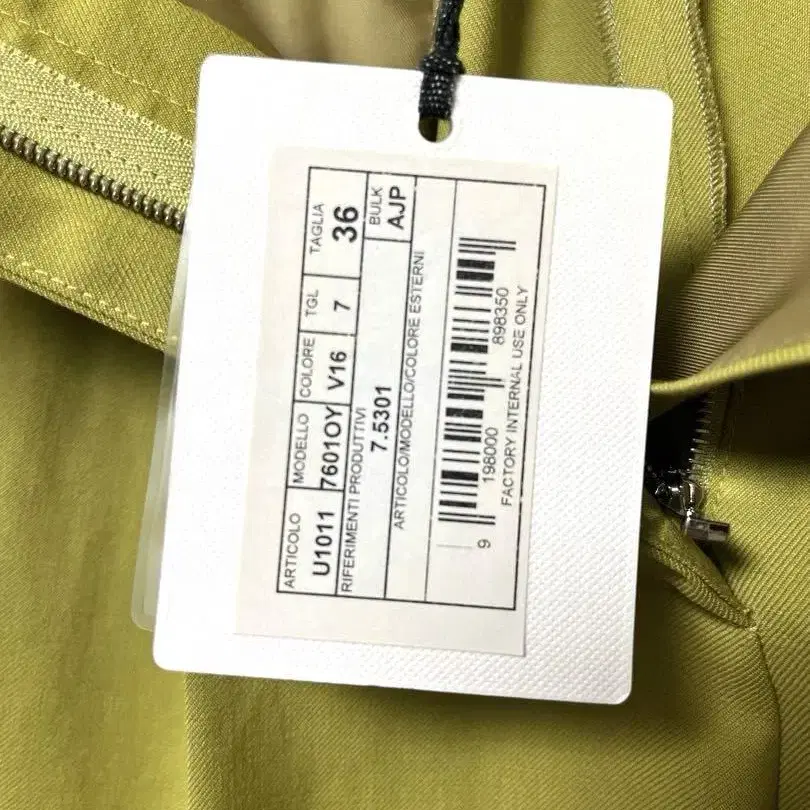 ARTICOLO MODELLO COLORE TGL TAGLIA
U1011 7601OY V16 7 36
RIFERIMENTI PRODUTTIVI BULK
7.5301 AJP
ARTICOLO/MODELLO/COLORE ESTERNI
9 198000 898350
FACTORY INTERNAL USE ONLY